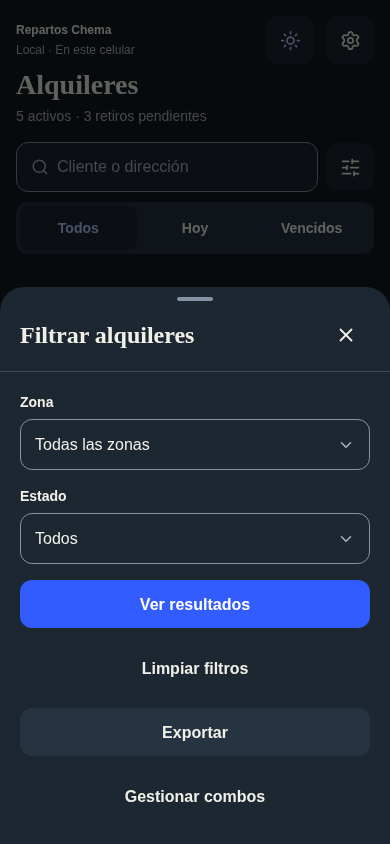 Repartos Chema
Local · En este celular
Alquileres
5 activos · 3 retiros pendientes
Cliente o dirección
Todos
Hoy
Vencidos
Filtrar alquileres
Zona
Todas las zonas
Estado
Todos
Ver resultados
Limpiar filtros
Exportar
Gestionar combos